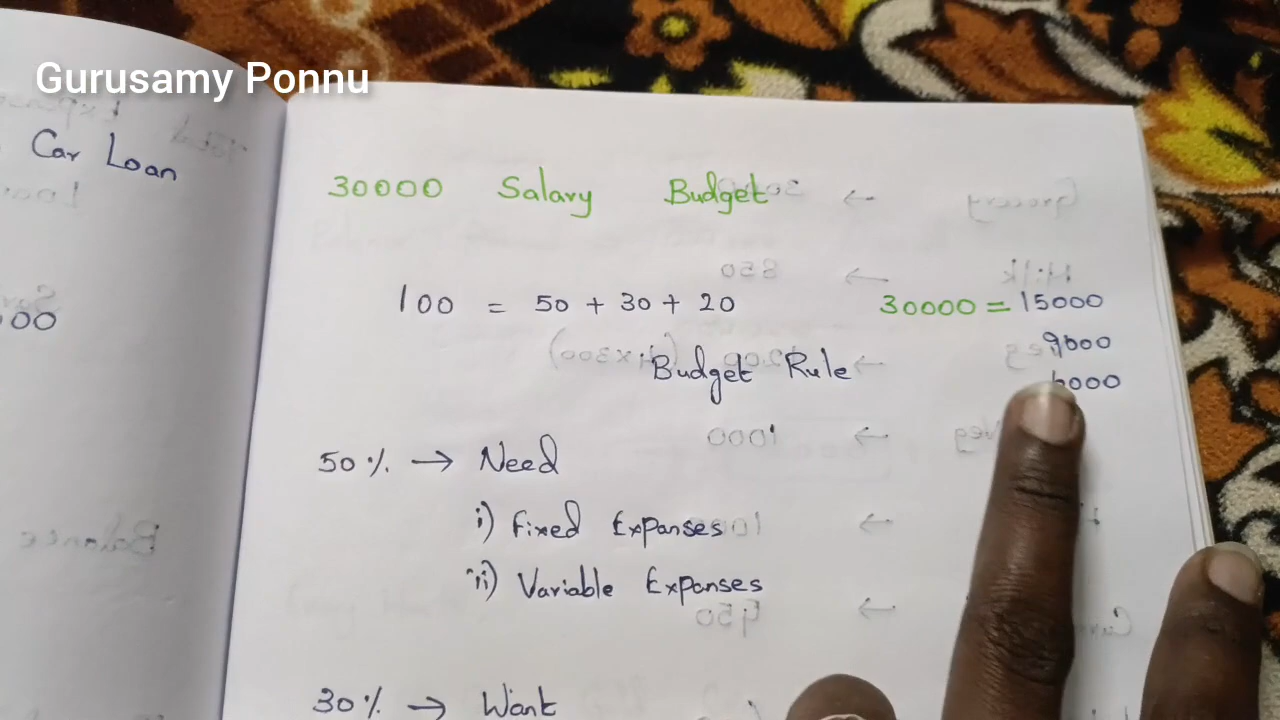 Gurusamy Ponnu
Car Loan
00
30000 Salary Budget
100 = 50 + 30 + 20
30000 = 15000
9000
6000
Budget Rule
50% → Need
i) Fixed Expanses
ii) Variable Expanses
30% → Want